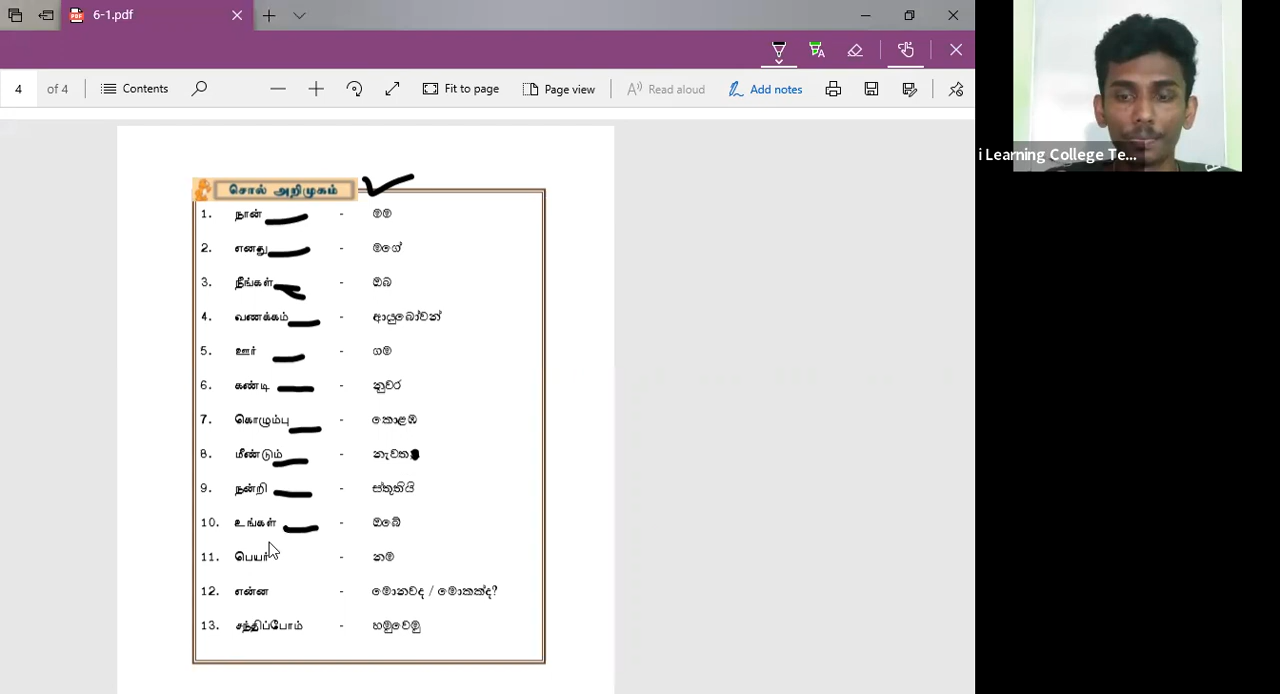 6-1.pdf
4 of 4 Contents Fit to page Page view Read aloud Add notes
i Learning College Te...
சொல் அறிமுகம்
1. நான் - මම
2. எனது - මගේ
3. நீங்கள் - ඔබ
4. வணக்கம் - ආයුබෝවන්
5. ஊர் - ගම
6. கண்டி - නුවර
7. கொழும்பு - කොළඹ
8. மீண்டும் - නැවත
9. நன்றி - ස්තූතියි
10. உங்கள் - ඔබේ
11. பெயர் - නම
12. என்ன - මොනවද / මොකක්ද?
13. சந்திப்போம் - හමුවෙමු